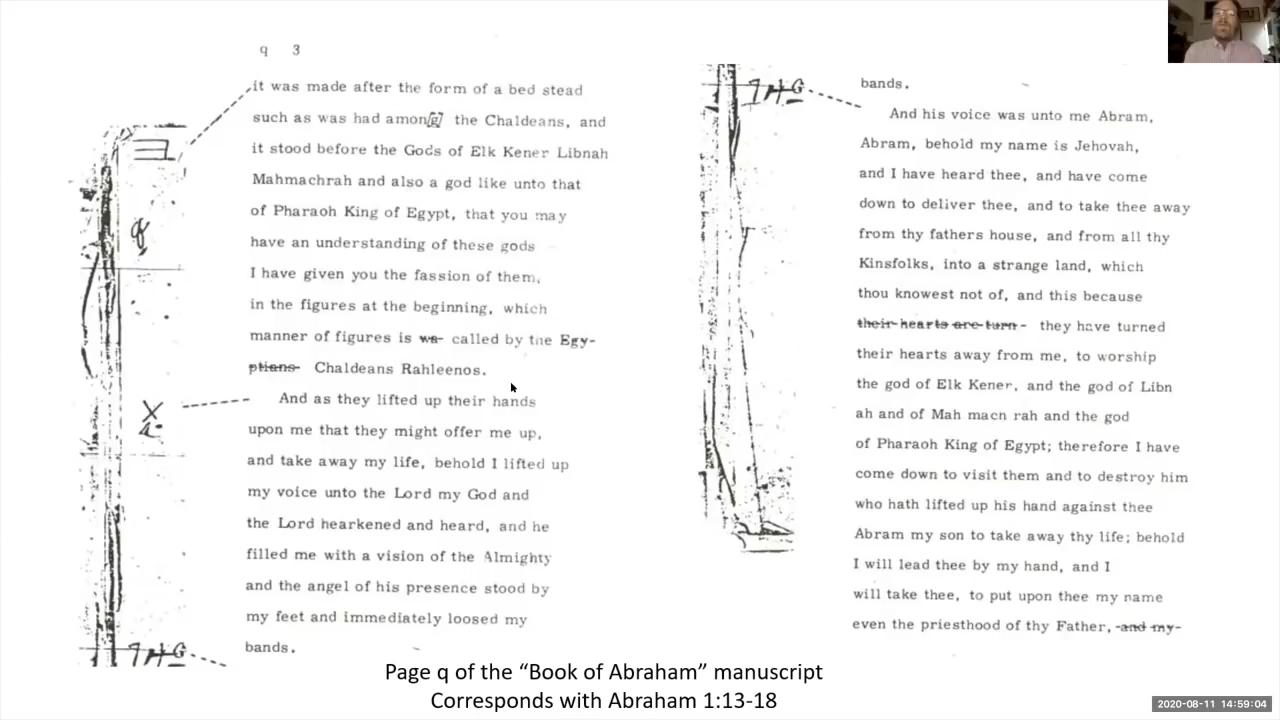 q 3
it was made after the form of a bed stead
such as was had among the Chaldeans, and
it stood before the Gods of Elk Kener Libnah
Mahmachrah and also a god like unto that
of Pharaoh King of Egypt, that you may
have an understanding of these gods
I have given you the fassion of them,
in the figures at the beginning, which
manner of figures is wa- called by the Egy-
ptians- Chaldeans Rahleenos.
And as they lifted up their hands
upon me that they might offer me up,
and take away my life, behold I lifted up
my voice unto the Lord my God and
the Lord hearkened and heard, and he
filled me with a vision of the Almighty
and the angel of his presence stood by
my feet and immediately loosed my
bands.
bands.
And his voice was unto me Abram,
Abram, behold my name is Jehovah,
and I have heard thee, and have come
down to deliver thee, and to take thee away
from thy fathers house, and from all thy
Kinsfolks, into a strange land, which
thou knowest not of, and this because
their hearts are turn- they have turned
their hearts away from me, to worship
the god of Elk Kener, and the god of Libn
ah and of Mah macn rah and the god
of Pharaoh King of Egypt; therefore I have
come down to visit them and to destroy him
who hath lifted up his hand against thee
Abram my son to take away thy life; behold
I will lead thee by my hand, and I
will take thee, to put upon thee my name
even the priesthood of thy Father, -and my-
Page q of the “Book of Abraham” manuscript
Corresponds with Abraham 1:13-18
2020-08-11 14:59:04